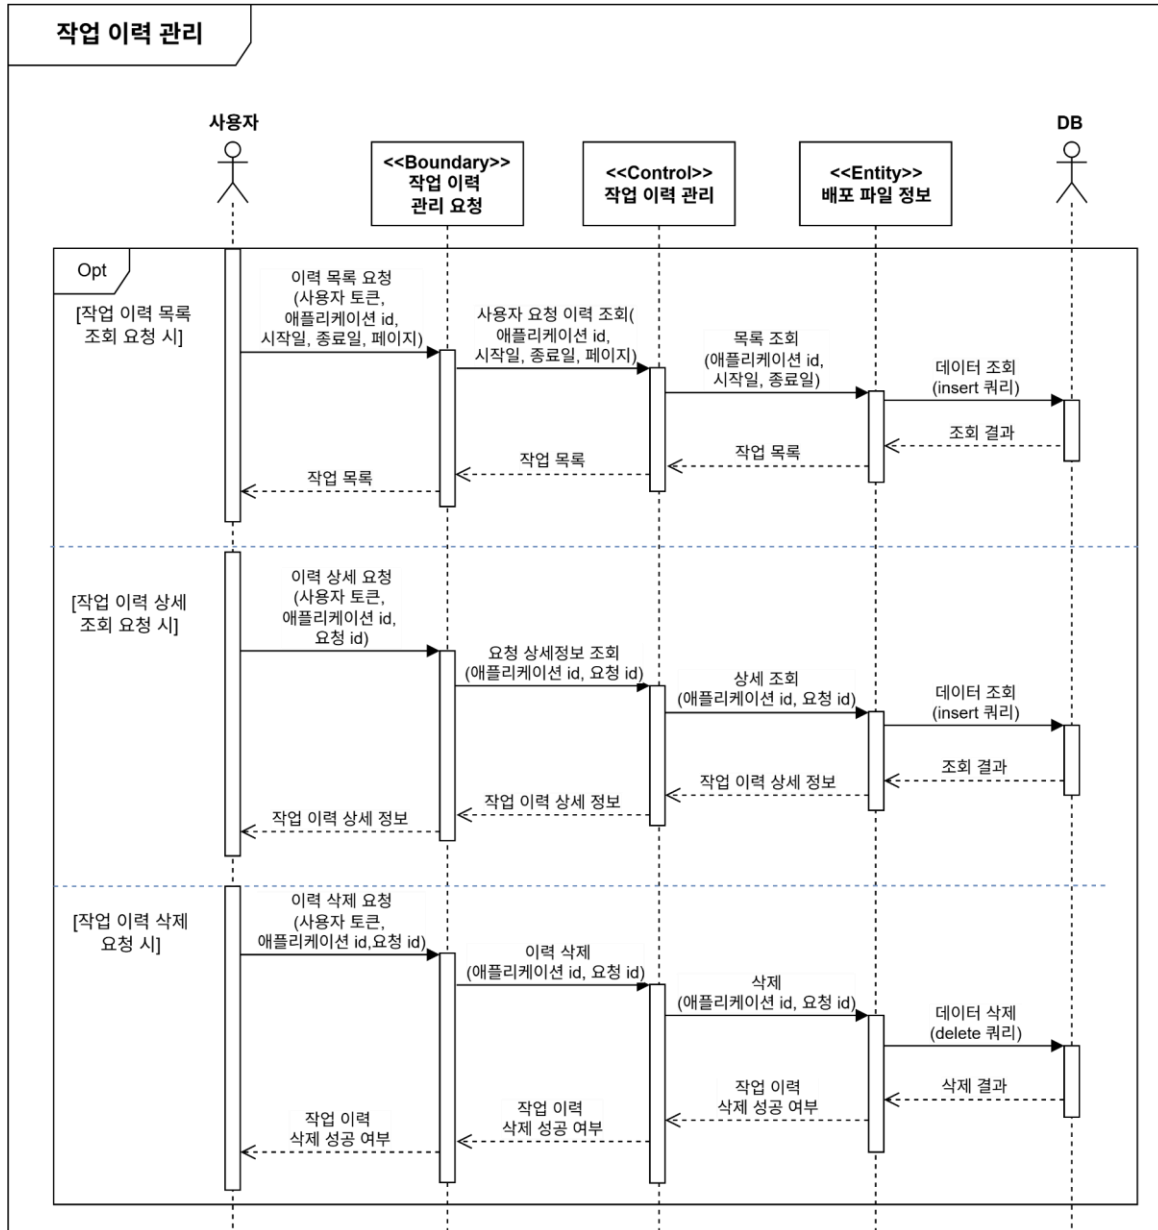 작업 이력 관리
사용자
<<Boundary>>
작업 이력
관리 요청
<<Control>>
작업 이력 관리
<<Entity>>
배포 파일 정보
DB
Opt
[작업 이력 목록
조회 요청 시]
이력 목록 요청
(사용자 토큰,
애플리케이션 id,
시작일, 종료일, 페이지)
사용자 요청 이력 조회(
애플리케이션 id,
시작일, 종료일, 페이지)
목록 조회
(애플리케이션 id,
시작일, 종료일)
데이터 조회
(insert 쿼리)
조회 결과
작업 목록
작업 목록
작업 목록
[작업 이력 상세
조회 요청 시]
이력 상세 요청
(사용자 토큰,
애플리케이션 id,
요청 id)
요청 상세정보 조회
(애플리케이션 id, 요청 id)
상세 조회
(애플리케이션 id, 요청 id)
데이터 조회
(insert 쿼리)
조회 결과
작업 이력 상세 정보
작업 이력 상세 정보
작업 이력 상세 정보
[작업 이력 삭제
요청 시]
이력 삭제 요청
(사용자 토큰,
애플리케이션 id,요청 id)
이력 삭제
(애플리케이션 id, 요청 id)
삭제
(애플리케이션 id, 요청 id)
데이터 삭제
(delete 쿼리)
삭제 결과
작업 이력
삭제 성공 여부
작업 이력
삭제 성공 여부
작업 이력
삭제 성공 여부